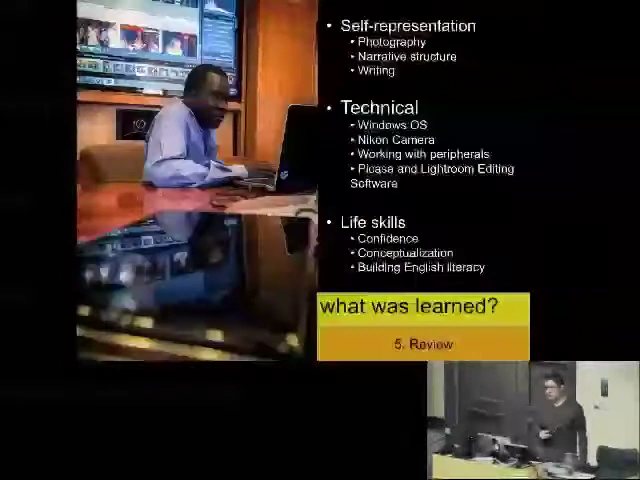 • Self-representation
• Photography
• Narrative structure
• Writing
• Technical
• Windows OS
• Nikon Camera
• Working with peripherals
• Picasa and Lightroom Editing
Software
• Life skills
• Confidence
• Conceptualization
• Building English literacy
what was learned?
5. Review